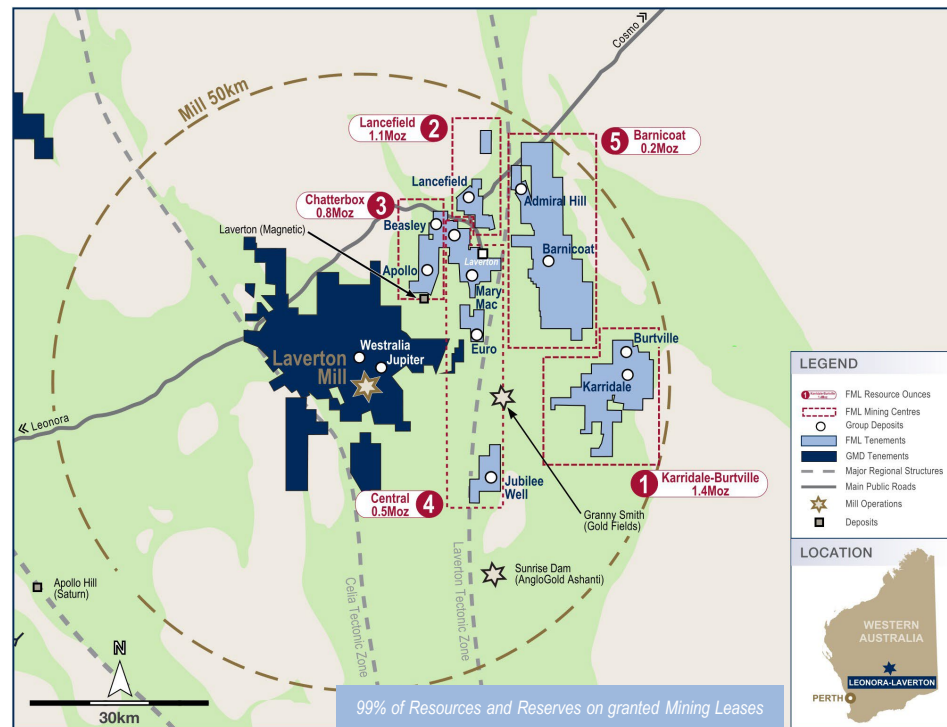 Cosmo
Mill 50km
Lancefield
1.1Moz
2
5
Barnicoat
0.2Moz
Lancefield
Admiral Hill
Chatterbox
0.8Moz
3
Beasley
Laverton (Magnetic)
Laverton
Barnicoat
Apollo
Mary
Mac
Euro
Burtville
Westralia
Jupiter
Laverton
Mill
Karridale
Leonora
Jubilee
Well
Central
0.5Moz
4
1
Karridale-Burtville
1.4Moz
Granny Smith
(Gold Fields)
Sunrise Dam
(AngloGold Ashanti)
Apollo Hill
(Saturn)
Celia Tectonic Zone
Laverton Tectonic Zone
N
30km
99% of Resources and Reserves on granted Mining Leases
LEGEND
1
FML Resource Ounces
FML Mining Centres
Group Deposits
FML Tenements
GMD Tenements
Major Regional Structures
Main Public Roads
Mill Operations
Deposits
LOCATION
WESTERN
AUSTRALIA
LEONORA-LAVERTON
PERTH